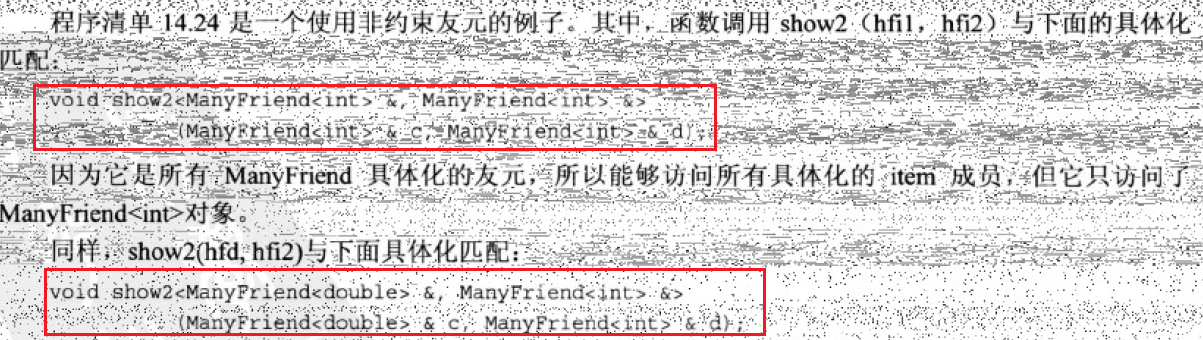 程序清单 14.24 是一个使用非约束友元的例子。其中，函数调用 show2（hfi1，hfi2）与下面的具体化
匹配：
void show2<ManyFriend<int> &, ManyFriend<int> &>
(ManyFriend<int> & c, ManyFriend<int> & d);
因为它是所有 ManyFriend 具体化的友元，所以能够访问所有具体化的 item 成员，但它只访问了
ManyFriend<int>对象。
同样，show2(hfd, hfi2)与下面具体化匹配：
void show2<ManyFriend<double> &, ManyFriend<int> &>
(ManyFriend<double> & c, ManyFriend<int> & d);